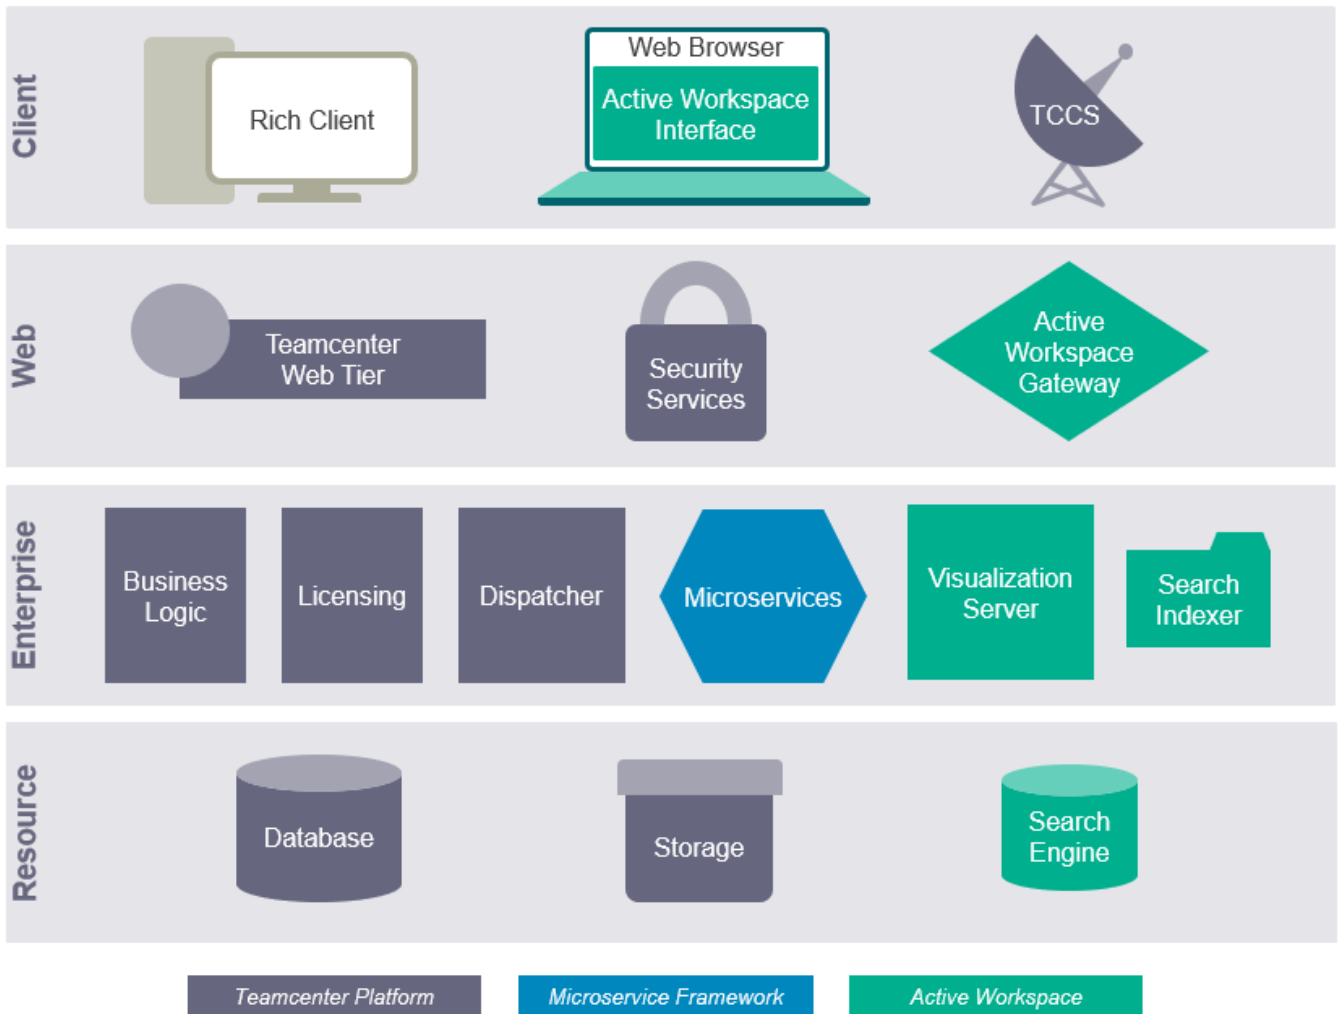 Client
Rich Client
Web Browser
Active Workspace
Interface
TCCS
Web
Teamcenter
Web Tier
Security
Services
Active
Workspace
Gateway
Enterprise
Business
Logic
Licensing
Dispatcher
Microservices
Visualization
Server
Search
Indexer
Resource
Database
Storage
Search
Engine
Teamcenter Platform
Microservice Framework
Active Workspace